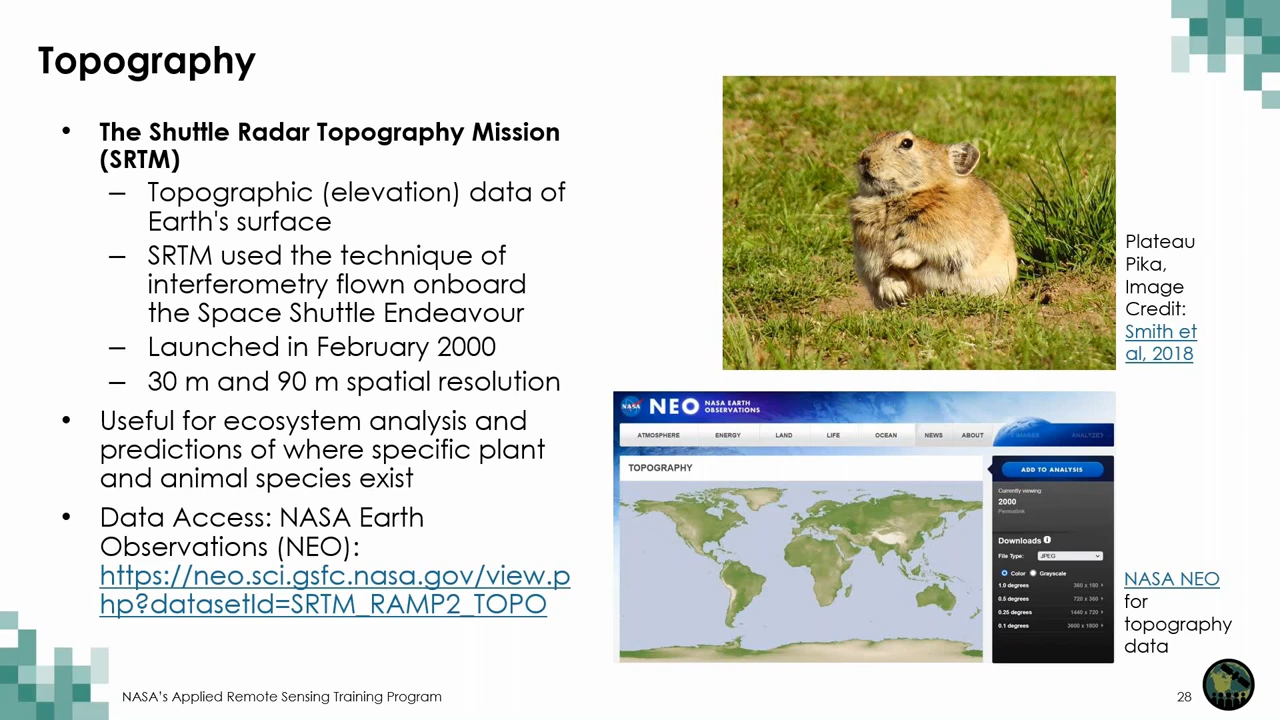 Topography
• The Shuttle Radar Topography Mission
(SRTM)
– Topographic (elevation) data of
Earth's surface
– SRTM used the technique of
interferometry flown onboard
the Space Shuttle Endeavour
– Launched in February 2000
– 30 m and 90 m spatial resolution
• Useful for ecosystem analysis and
predictions of where specific plant
and animal species exist
• Data Access: NASA Earth
Observations (NEO):
https://neo.sci.gsfc.nasa.gov/view.p
hp?datasetId=SRTM_RAMP2_TOPO
Plateau
Pika,
Image
Credit:
Smith et
al, 2018
NASA NEO NASA EARTH
OBSERVATIONS
ATMOSPHERE ENERGY LAND LIFE OCEAN NEWS ABOUT ANALYZE
TOPOGRAPHY
ADD TO ANALYSIS
Currently viewing
2000
Permalink
Downloads
File Type: JPEG
Color Grayscale
1.0 degrees 360 x 180
0.5 degrees 720 x 360
0.25 degrees 1440 x 720
0.1 degrees 3600 x 1800
NASA NEO
for
topography
data
NASA's Applied Remote Sensing Training Program
28